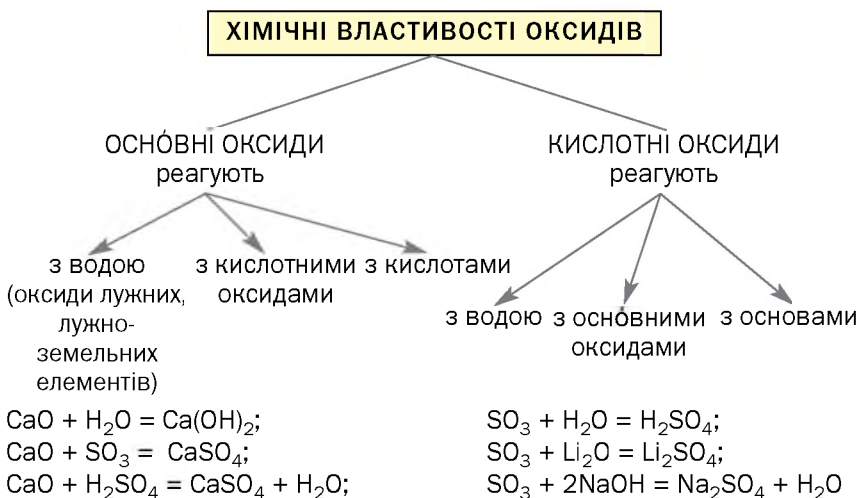 ХІМІЧНІ ВЛАСТИВОСТІ ОКСИДІВ
ОСНО́ВНІ ОКСИДИ
реагують
з водою
(оксиди лужних,
лужно-
земельних
елементів)
з кислотними
оксидами
з кислотами
КИСЛОТНІ ОКСИДИ
реагують
з водою
з осно́вними
оксидами
з основами
CaO + H₂O = Ca(OH)₂;
CaO + SO₃ = CaSO₄;
CaO + H₂SO₄ = CaSO₄ + H₂O;
SO₃ + H₂O = H₂SO₄;
SO₃ + Li₂O = Li₂SO₄;
SO₃ + 2NaOH = Na₂SO₄ + H₂O